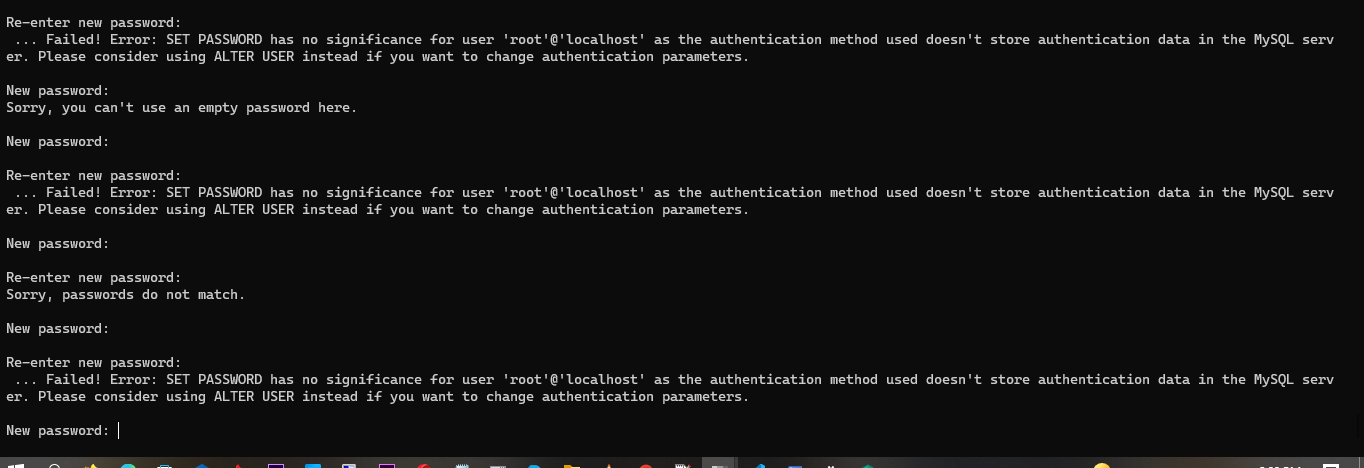 Re-enter new password:
 ... Failed! Error: SET PASSWORD has no significance for user 'root'@'localhost' as the authentication method used doesn't store authentication data in the MySQL serv
er. Please consider using ALTER USER instead if you want to change authentication parameters.
New password:
Sorry, you can't use an empty password here.
New password:
Re-enter new password:
 ... Failed! Error: SET PASSWORD has no significance for user 'root'@'localhost' as the authentication method used doesn't store authentication data in the MySQL serv
er. Please consider using ALTER USER instead if you want to change authentication parameters.
New password:
Re-enter new password:
Sorry, passwords do not match.
New password:
Re-enter new password:
 ... Failed! Error: SET PASSWORD has no significance for user 'root'@'localhost' as the authentication method used doesn't store authentication data in the MySQL serv
er. Please consider using ALTER USER instead if you want to change authentication parameters.
New password: